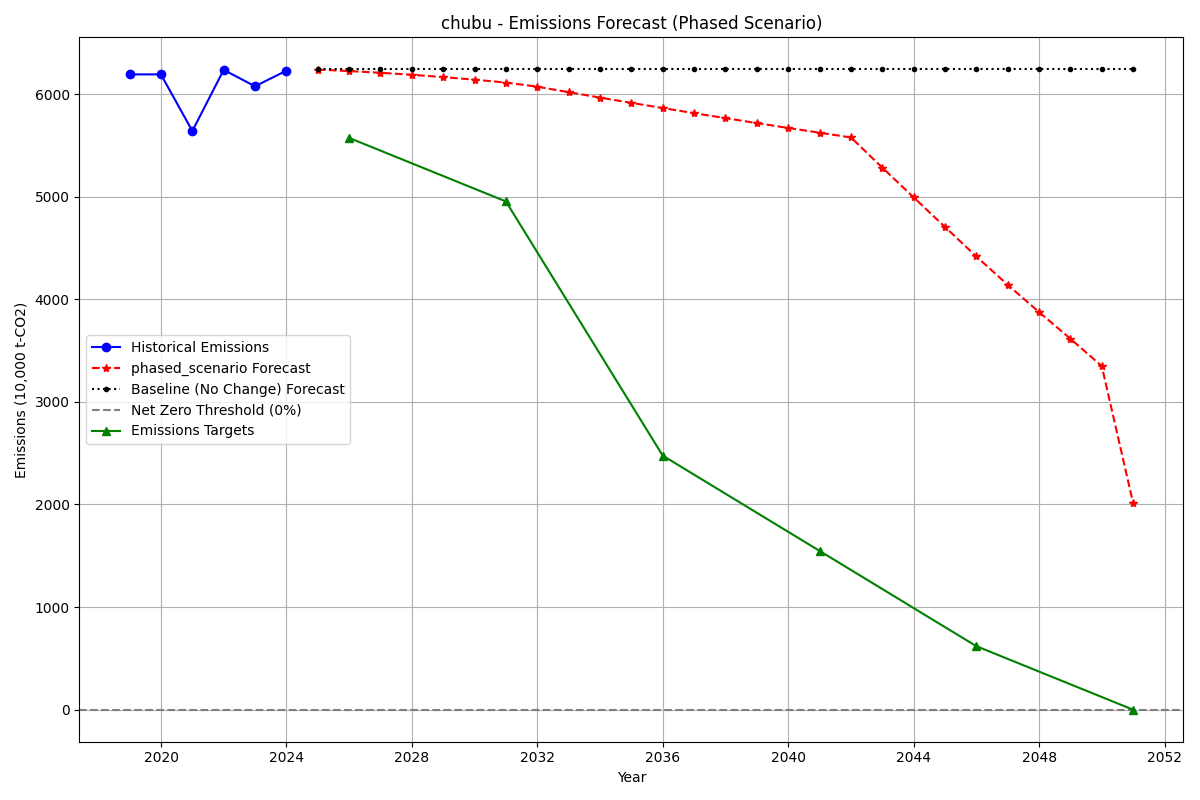 chubu - Emissions Forecast (Phased Scenario)
Emissions (10,000 t-CO2)
6000
5000
4000
3000
2000
1000
0
Historical Emissions
phased_scenario Forecast
Baseline (No Change) Forecast
Net Zero Threshold (0%)
Emissions Targets
2020 2024 2028 2032 2036 2040 2044 2048 2052
Year